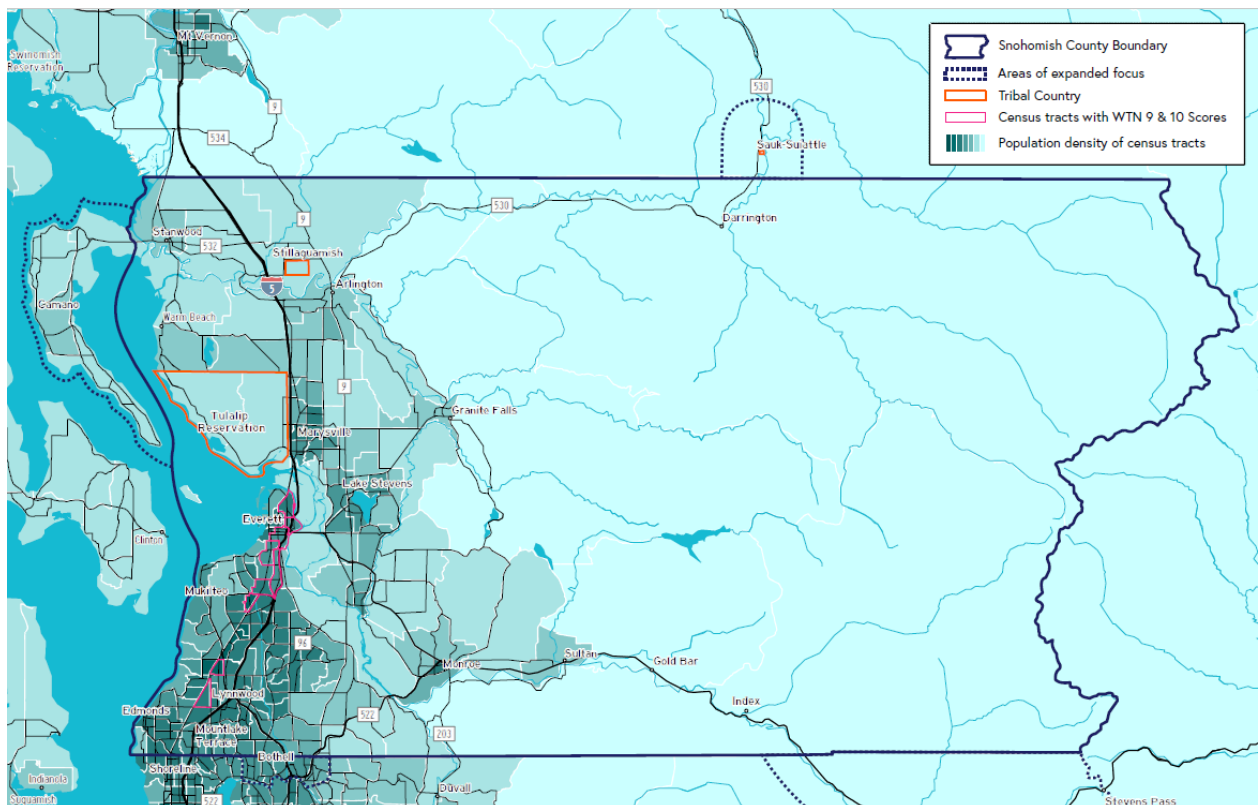 Mt Vernon
Swinomish
Reservation
9
530
534
Sauk-Suiattle
Snohomish County Boundary
Areas of expanded focus
Tribal Country
Census tracts with WTN 9 & 10 Scores
Population density of census tracts
530
9
Darrington
Stanwood
532
Stillaguamish
5
Arlington
Camano
Warm Beach
9
Tulalip
Reservation
Granite Falls
Marysville
Lake Stevens
Everett
Clinton
Mukilteo
96
Monroe
Sultan
Gold Bar
Lynnwood
Index
Edmonds
522
Mountlake
Terrace
203
Bothell
Shoreline
Indianola
Duvall
Suquamish
522
Stevens Pass